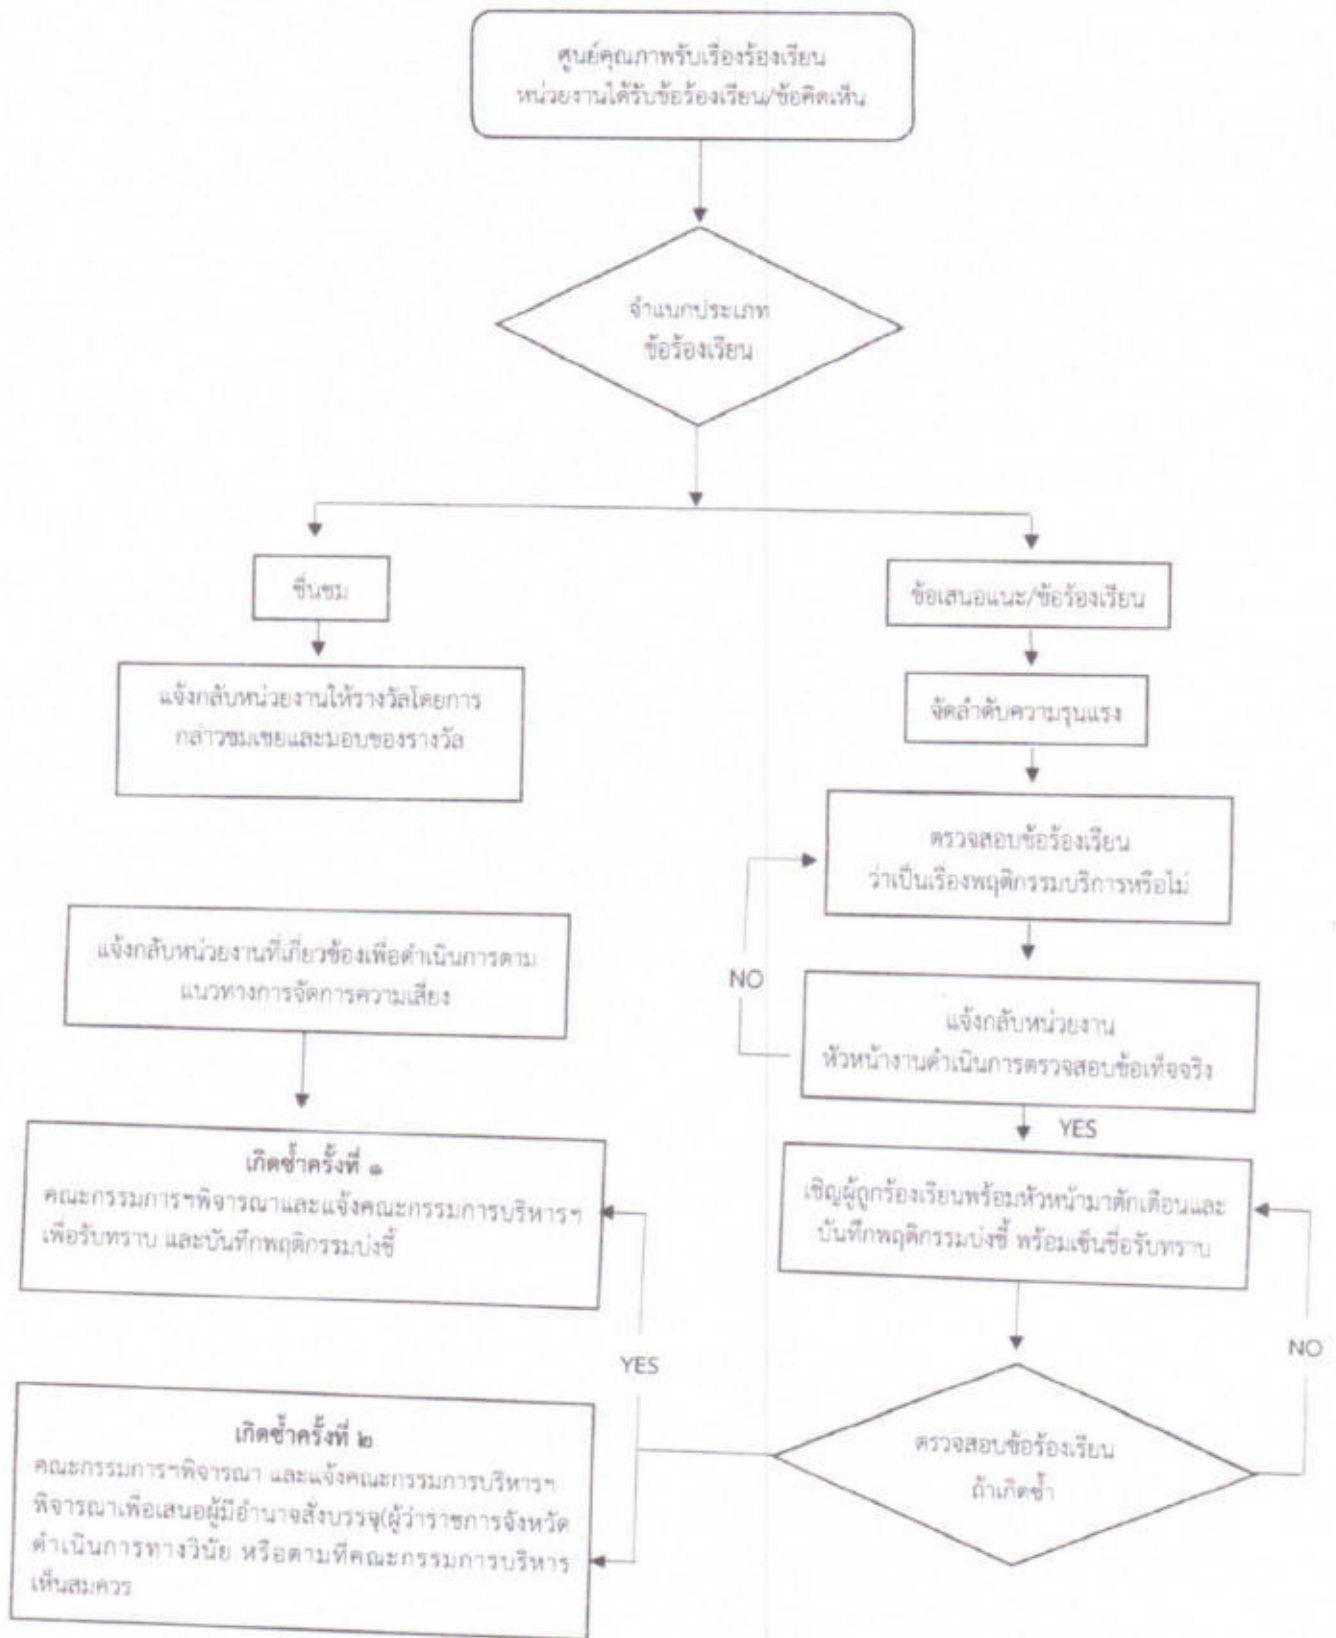 ศูนย์คุณภาพรับเรื่องร้องเรียน
หน่วยงานได้รับข้อร้องเรียน/ข้อคิดเห็น
จำแนกประเภท
ข้อร้องเรียน
ชื่นชม
แจ้งกลับหน่วยงานให้รางวัลโดยการ
กล่าวชมเชยและมอบของรางวัล
ข้อเสนอแนะ/ข้อร้องเรียน
จัดลำดับความรุนแรง
ตรวจสอบข้อร้องเรียน
ว่าเป็นเรื่องพฤติกรรมบริการหรือไม่
NO
แจ้งกลับหน่วยงาน
หัวหน้างานดำเนินการตรวจสอบข้อเท็จจริง
YES
แจ้งกลับหน่วยงานที่เกี่ยวข้องเพื่อดำเนินการตาม
แนวทางการจัดการความเสี่ยง
เกิดซ้ำครั้งที่ ๑
คณะกรรมการฯพิจารณาและแจ้งคณะกรรมการบริหารฯ
เพื่อรับทราบ และบันทึกพฤติกรรมบ่งชี้
เชิญผู้ถูกร้องเรียนพร้อมหัวหน้ามาตักเตือนและ
บันทึกพฤติกรรมบ่งชี้ พร้อมเซ็นชื่อรับทราบ
NO
YES
ตรวจสอบข้อร้องเรียน
ถ้าเกิดซ้ำ
เกิดซ้ำครั้งที่ ๒
คณะกรรมการฯพิจารณา และแจ้งคณะกรรมการบริหารฯ
พิจารณาเพื่อเสนอผู้มีอำนาจสั่งบรรจุ(ผู้ว่าราชการจังหวัด
ดำเนินการทางวินัย หรือตามที่คณะกรรมการบริหาร
เห็นสมควร